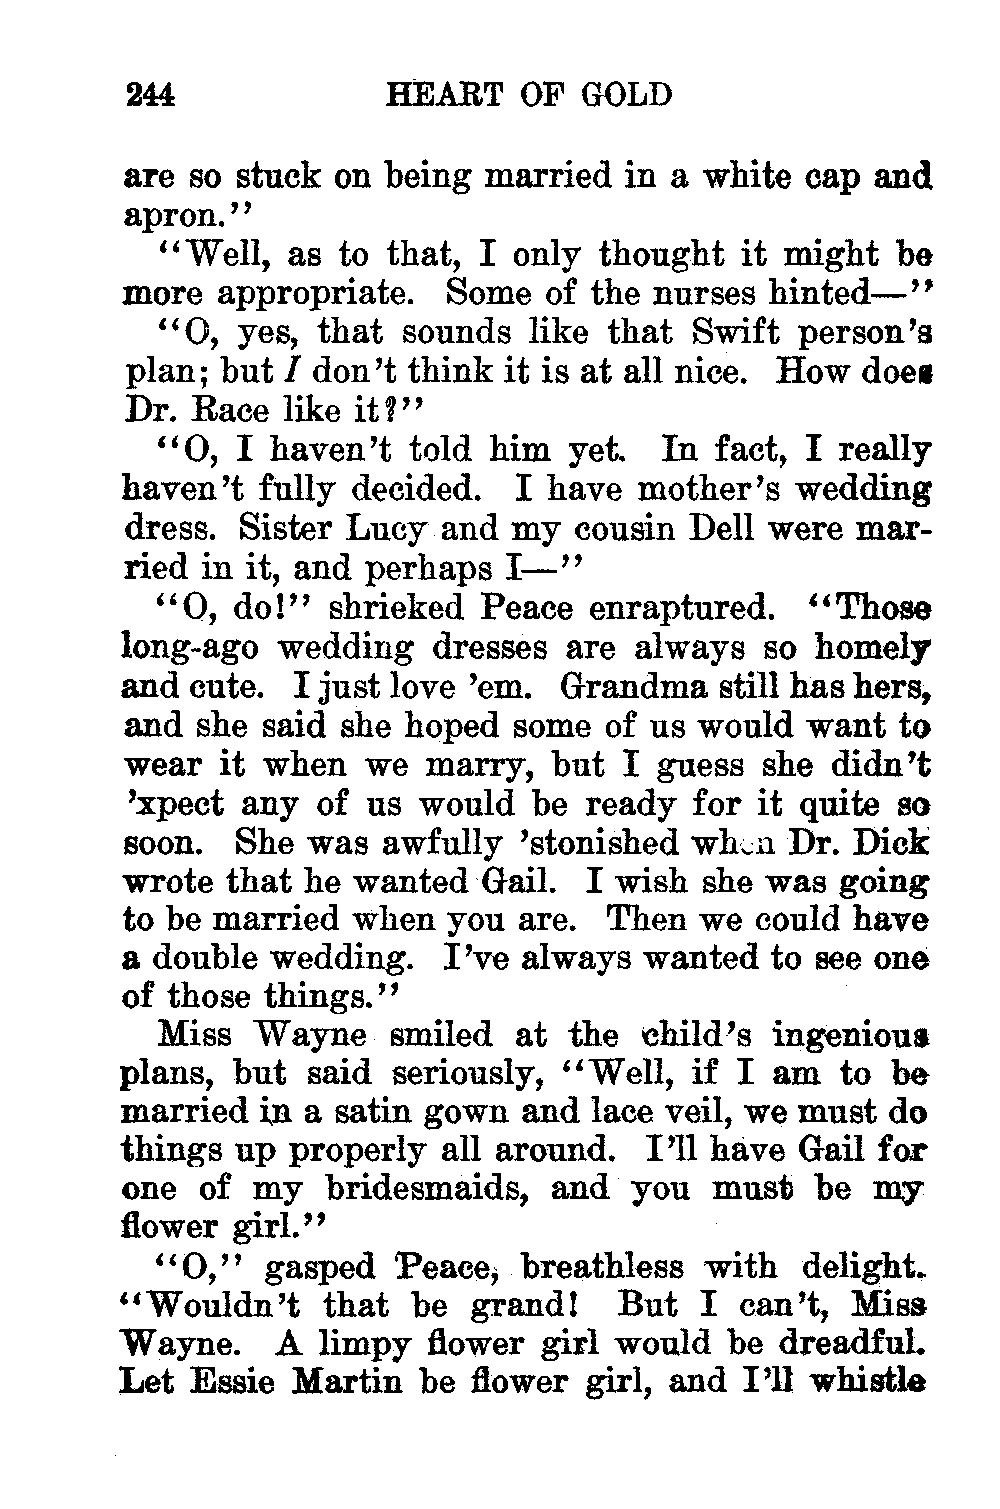 244 HEART OF GOLD
are so stuck on being married in a white cap and
apron."
"Well, as to that, I only thought it might be
more appropriate. Some of the nurses hinted—"
"O, yes, that sounds like that Swift person's
plan; but I don't think it is at all nice. How does
Dr. Race like it?"
"O, I haven't told him yet. In fact, I really
haven't fully decided. I have mother's wedding
dress. Sister Lucy and my cousin Dell were mar-
ried in it, and perhaps I—"
"O, do!" shrieked Peace enraptured. "Those
long-ago wedding dresses are always so homely
and cute. I just love 'em. Grandma still has hers,
and she said she hoped some of us would want to
wear it when we marry, but I guess she didn't
'xpect any of us would be ready for it quite so
soon. She was awfully 'stonished when Dr. Dick
wrote that he wanted Gail. I wish she was going
to be married when you are. Then we could have
a double wedding. I've always wanted to see one
of those things."
Miss Wayne smiled at the child's ingenious
plans, but said seriously, "Well, if I am to be
married in a satin gown and lace veil, we must do
things up properly all around. I'll have Gail for
one of my bridesmaids, and you must be my
flower girl."
"O," gasped Peace, breathless with delight.
"Wouldn't that be grand! But I can't, Miss
Wayne. A limpy flower girl would be dreadful.
Let Essie Martin be flower girl, and I'll whistle